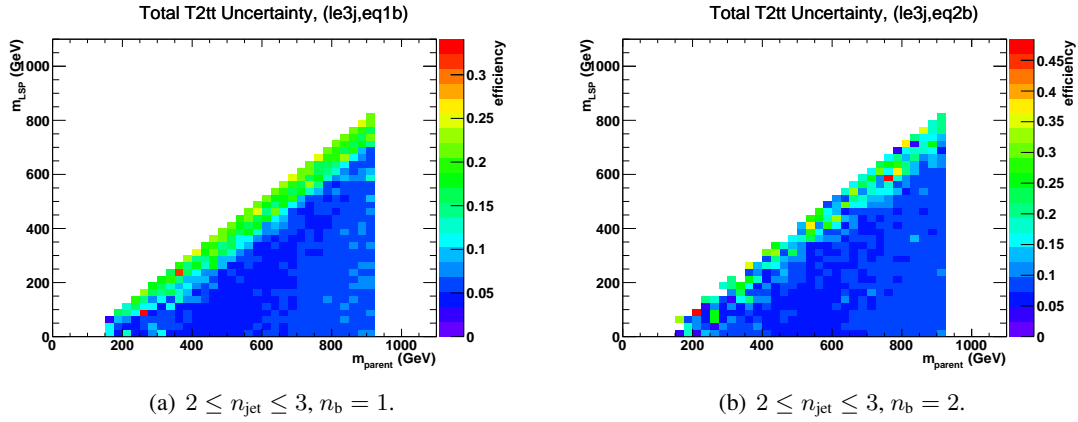 Total T2tt Uncertainty, (le3j,eq1b)
m_LSP (GeV)
1000
800
600
400
200
0
0 200 400 600 800 1000
m_parent (GeV)
0.3
0.25
0.2
0.15
0.1
0.05
0
efficiency
(a) 2 ≤ n_jet ≤ 3, n_b = 1.
Total T2tt Uncertainty, (le3j,eq2b)
m_LSP (GeV)
1000
800
600
400
200
0
0 200 400 600 800 1000
m_parent (GeV)
0.45
0.4
0.35
0.3
0.25
0.2
0.15
0.1
0.05
0
efficiency
(b) 2 ≤ n_jet ≤ 3, n_b = 2.